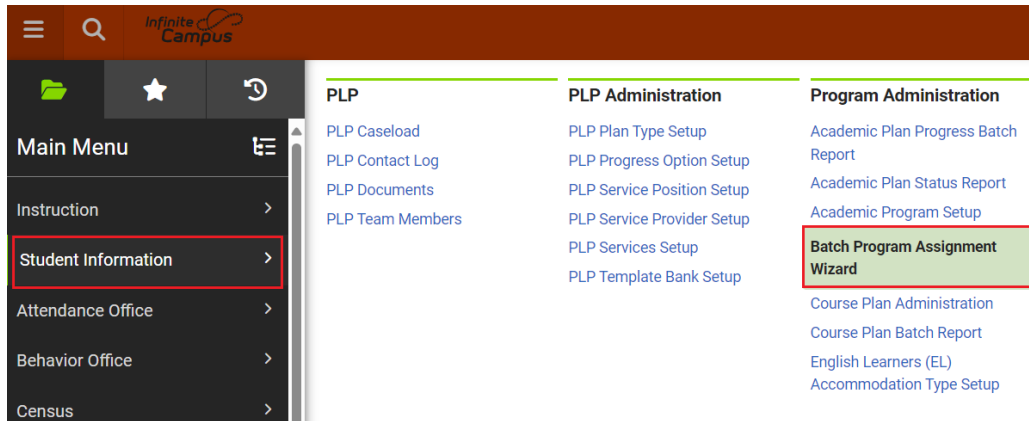 Infinite
Campus
Main Menu
Instruction
Student Information
Attendance Office
Behavior Office
Census
PLP
PLP Caseload
PLP Contact Log
PLP Documents
PLP Team Members
PLP Administration
PLP Plan Type Setup
PLP Progress Option Setup
PLP Service Position Setup
PLP Service Provider Setup
PLP Services Setup
PLP Template Bank Setup
Program Administration
Academic Plan Progress Batch
Report
Academic Plan Status Report
Academic Program Setup
Batch Program Assignment
Wizard
Course Plan Administration
Course Plan Batch Report
English Learners (EL)
Accommodation Type Setup